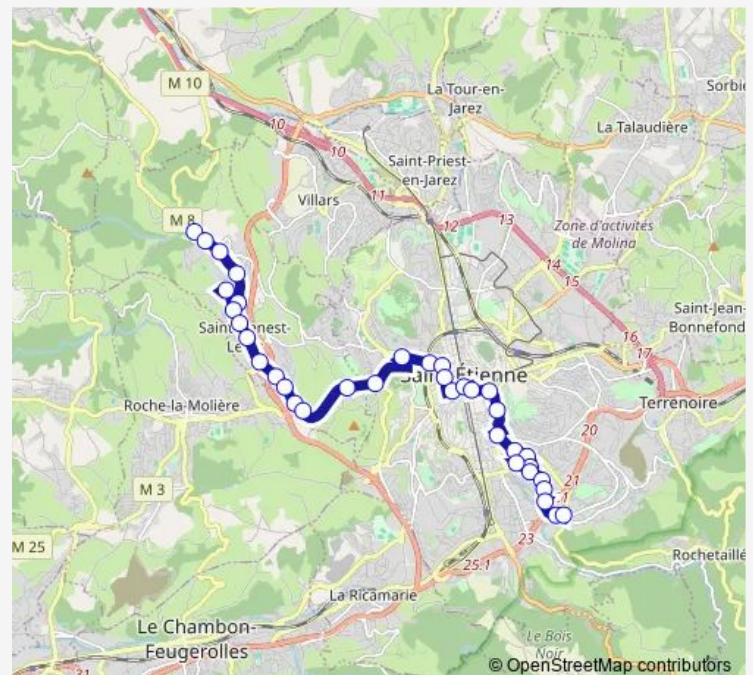 M 10
La Tour-en-
Jarez
Sorbie
La Talaudière
10
10
Saint-Priest-
en-Jarez
Villars
11
12
13
M 8
Zone d'activités
de Molina
14
15
Saint-Jean-
Bonnefond
16
17
Saint-Étienne
Roche-la-Molière
Terrenoire
20
M 3
21
M 25
23
Rochetaillé
25.1
La Ricamarie
Le Chambon-
Feugerolles
Le Bois
Noir
31
© OpenStreetMap contributors